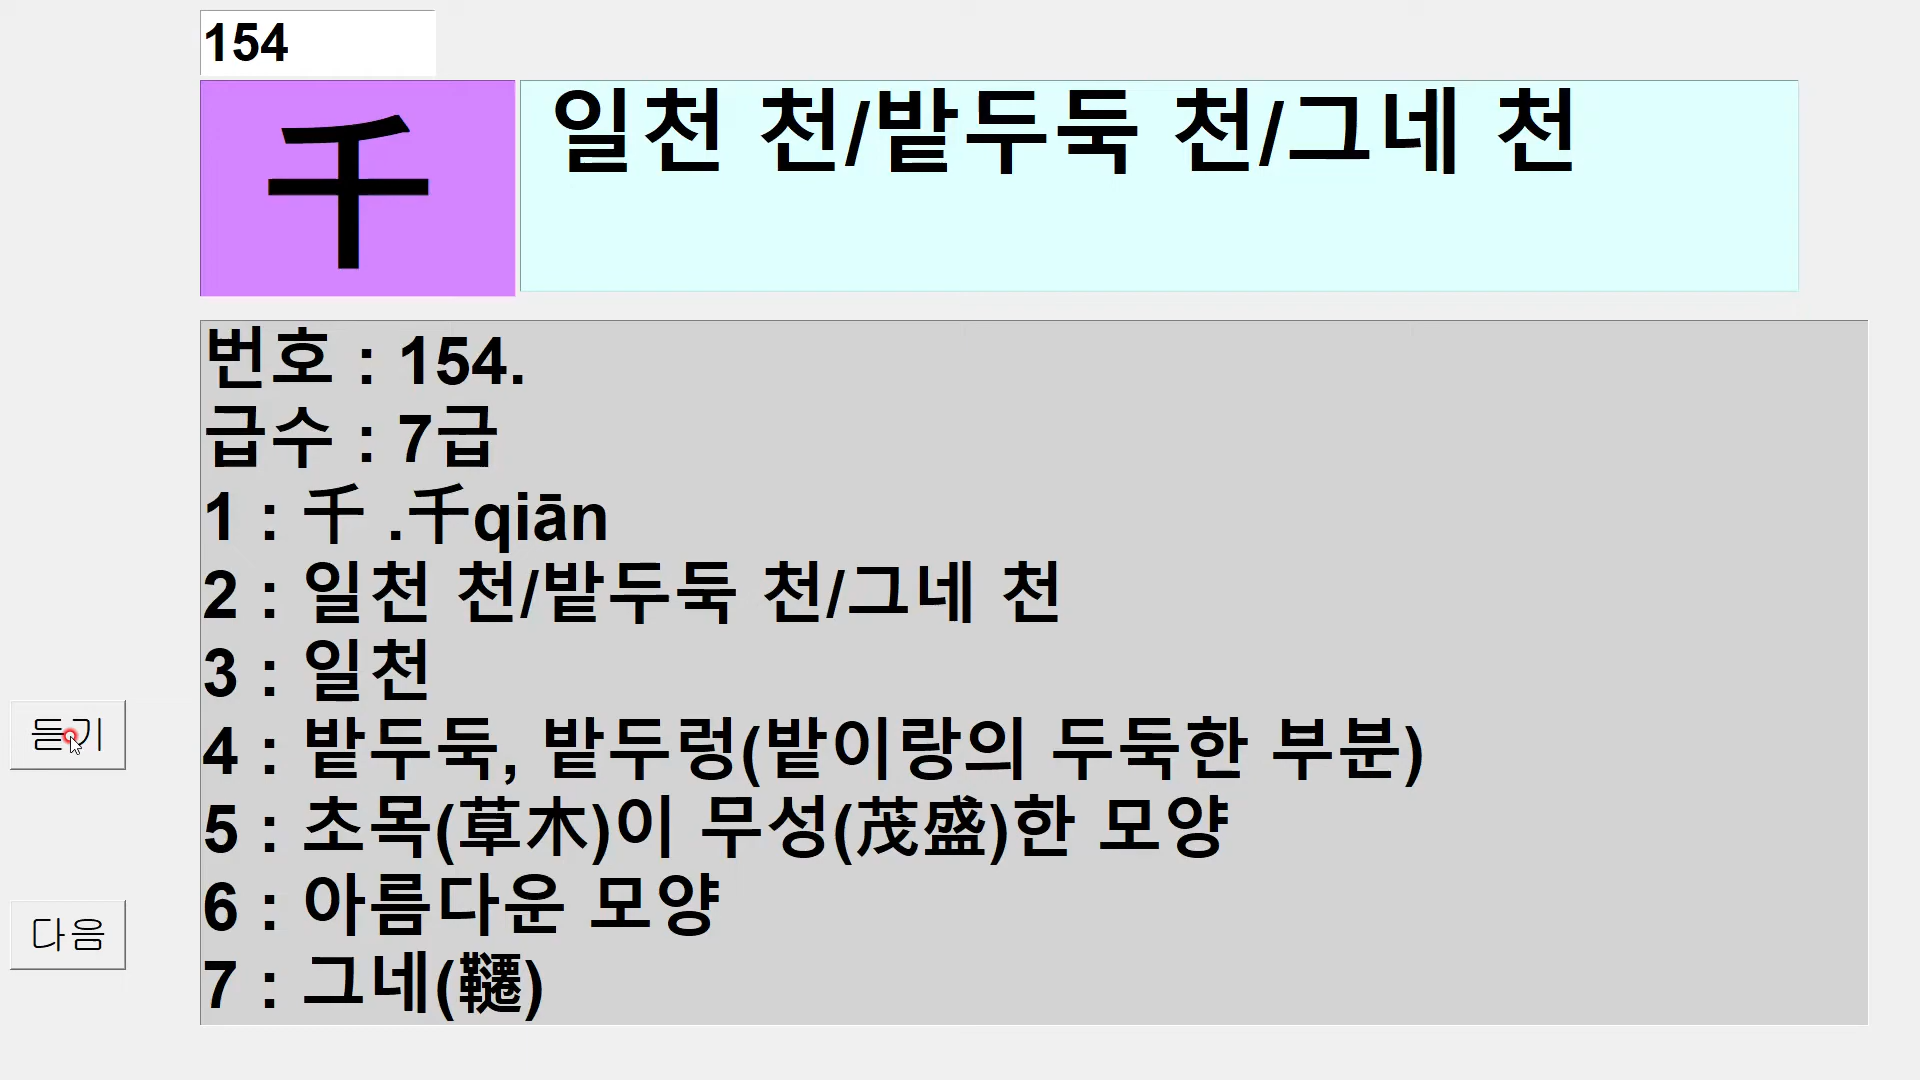 154
千
일천 천/밭두둑 천/그네 천
번호 : 154.
급수 : 7급
1 : 千 .千qiān
2 : 일천 천/밭두둑 천/그네 천
3 : 일천
4 : 밭두둑, 밭두렁(밭이랑의 두둑한 부분)
5 : 초목(草木)이 무성(茂盛)한 모양
6 : 아름다운 모양
7 : 그네(韆)
듣기
다음